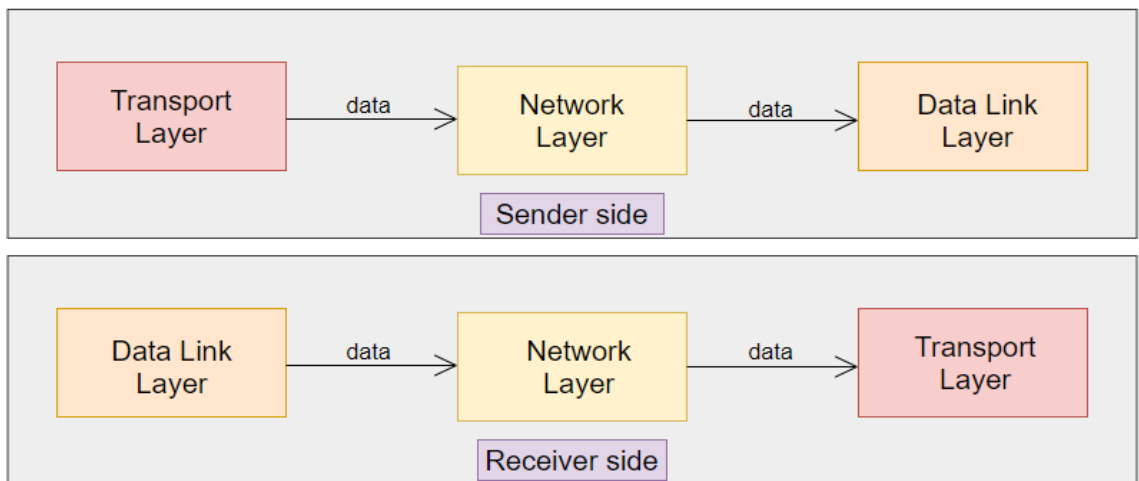 Transport
Layer
data
Network
Layer
data
Data Link
Layer
Sender side
Data Link
Layer
data
Network
Layer
data
Transport
Layer
Receiver side